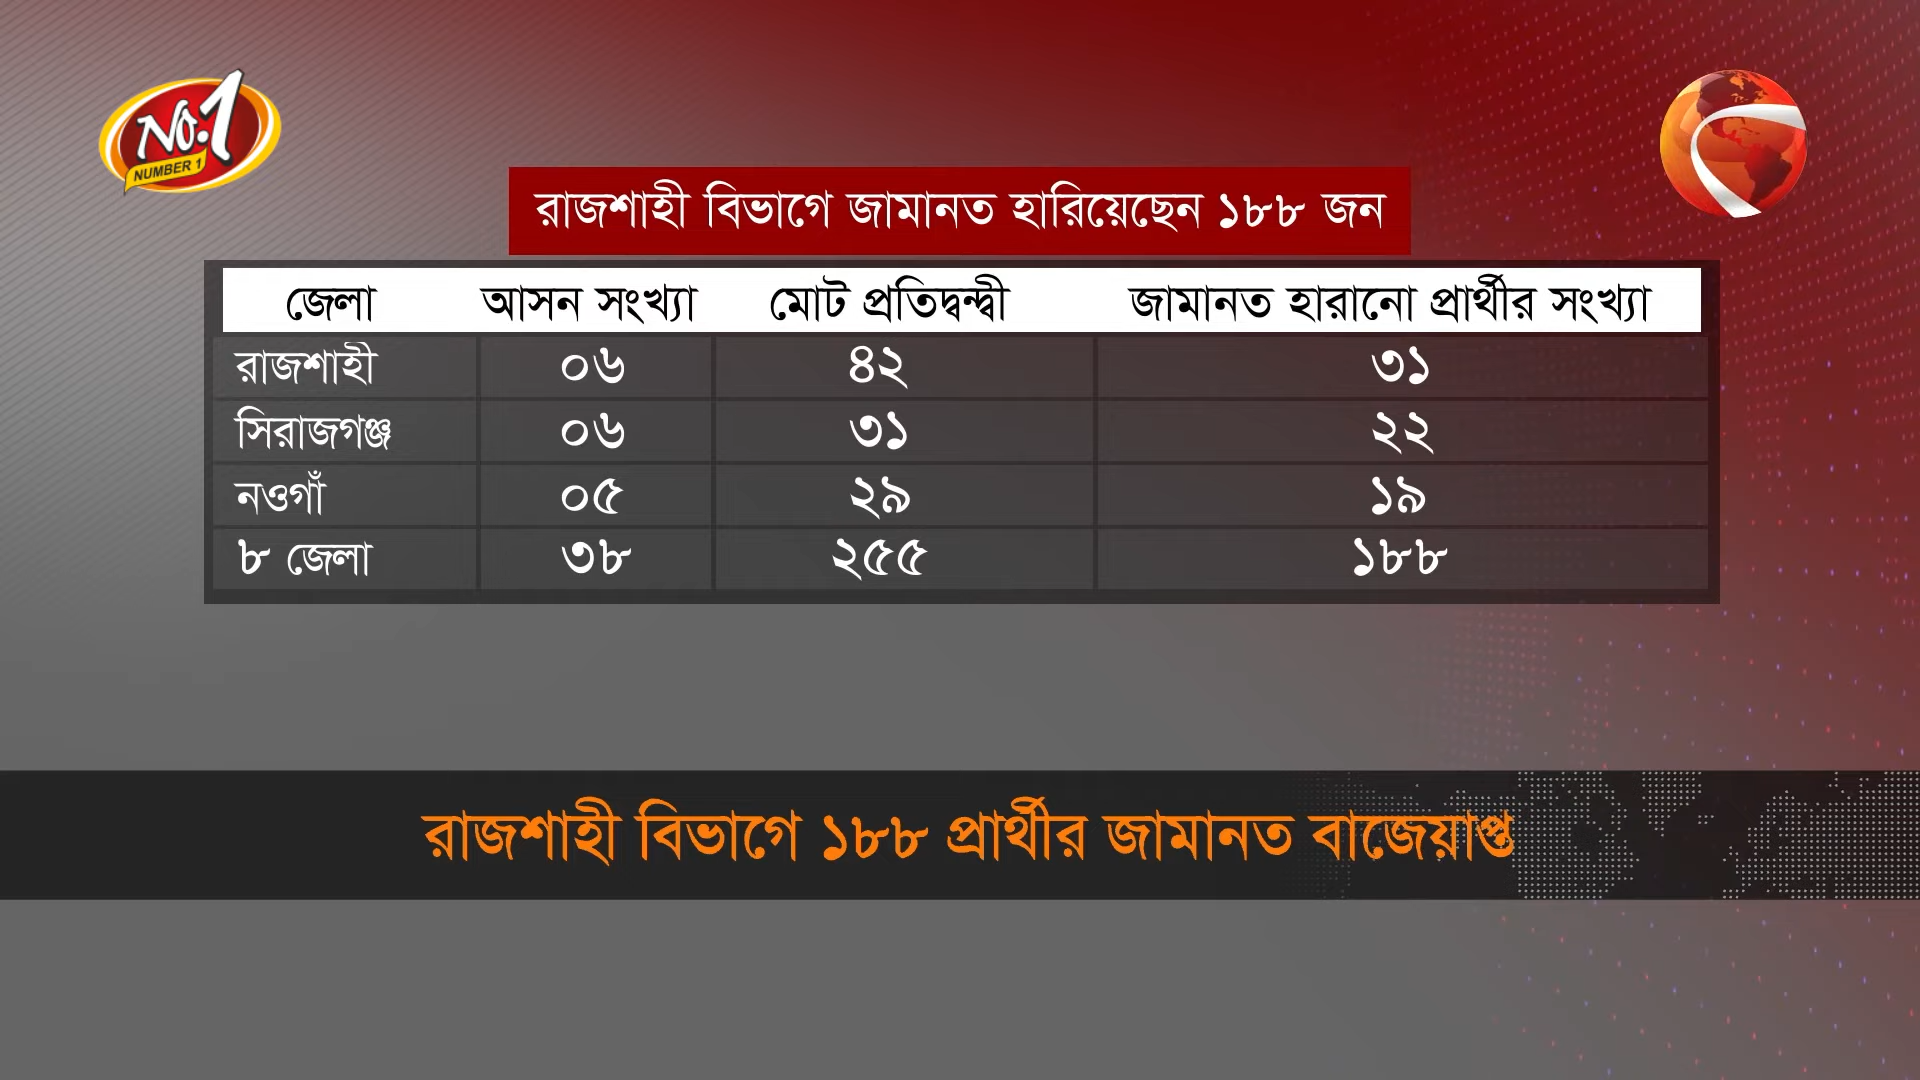 No.1
NUMBER 1
রাজশাহী বিভাগে জামানত হারিয়েছেন ১৮৮ জন
জেলা আসন সংখ্যা মোট প্রতিদ্বন্দ্বী জামানত হারানো প্রার্থীর সংখ্যা
রাজশাহী ০৬ ৪২ ৩১
সিরাজগঞ্জ ০৬ ৩১ ২২
নওগাঁ ০৫ ২৯ ১৯
৮ জেলা ৩৮ ২৫৫ ১৮৮
রাজশাহী বিভাগে ১৮৮ প্রার্থীর জামানত বাজেয়াপ্ত